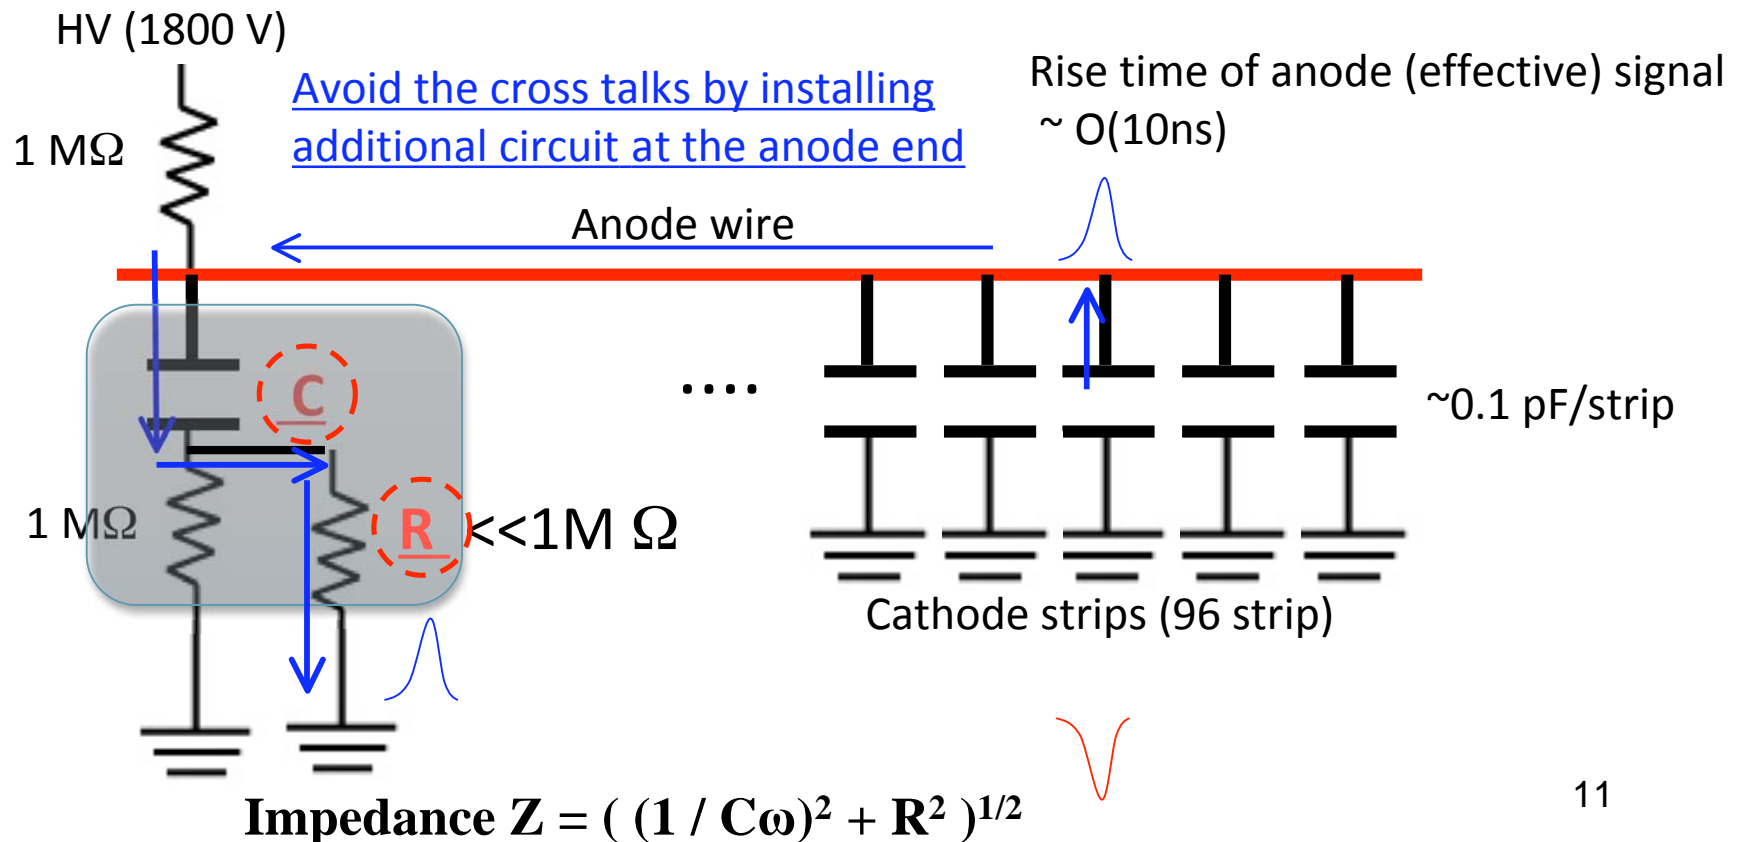 HV (1800 V)
Avoid the cross talks by installing
additional circuit at the anode end
Rise time of anode (effective) signal
~ O(10ns)
1 MΩ
Anode wire
C
....
~0.1 pF/strip
1 MΩ
R <<1M Ω
Cathode strips (96 strip)
Impedance Z = ( (1 / Cω)² + R² )¹/²
11